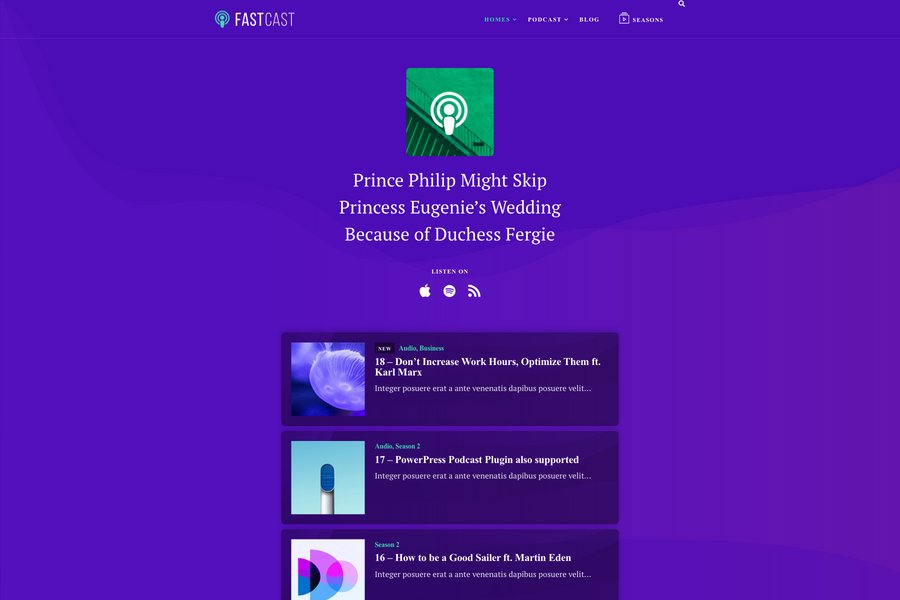 FASTCAST
HOMES
PODCAST
BLOG
SEASONS
Prince Philip Might Skip
Princess Eugenie’s Wedding
Because of Duchess Fergie
LISTEN ON
NEW Audio, Business
18 – Don’t Increase Work Hours, Optimize Them ft.
Karl Marx
Integer posuere erat a ante venenatis dapibus posuere velit…
Audio, Season 2
17 – PowerPress Podcast Plugin also supported
Integer posuere erat a ante venenatis dapibus posuere velit…
Season 2
16 – How to be a Good Sailer ft. Martin Eden
Integer posuere erat a ante venenatis dapibus posuere velit…